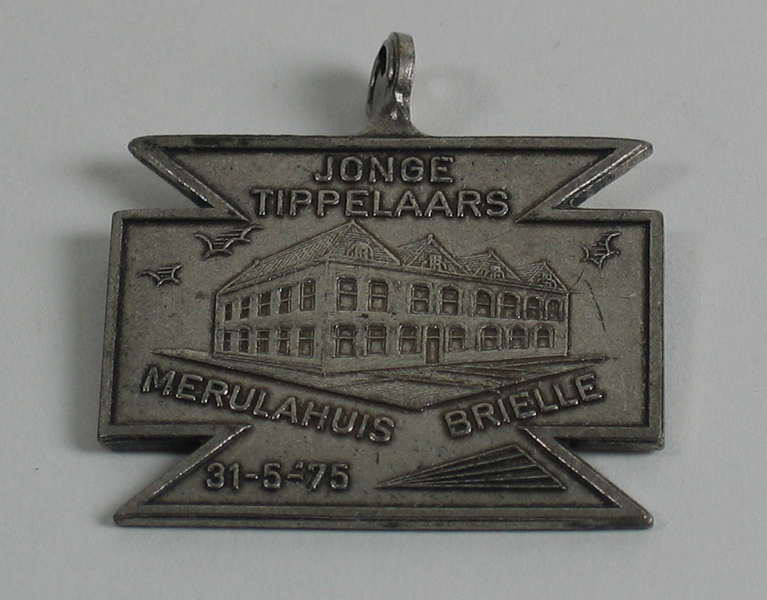 JONGE
TIPPELAARS
MERULAHUIS BRIELLE
31-5-'75